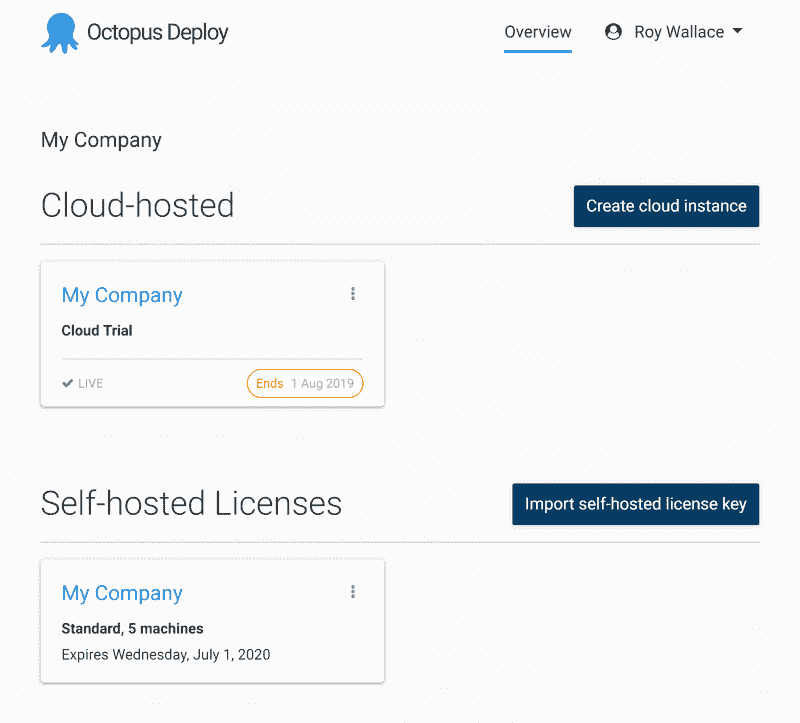 Octopus Deploy
Overview
Roy Wallace
My Company
Cloud-hosted
Create cloud instance
My Company
Cloud Trial
LIVE
Ends 1 Aug 2019
Self-hosted Licenses
Import self-hosted license key
My Company
Standard, 5 machines
Expires Wednesday, July 1, 2020